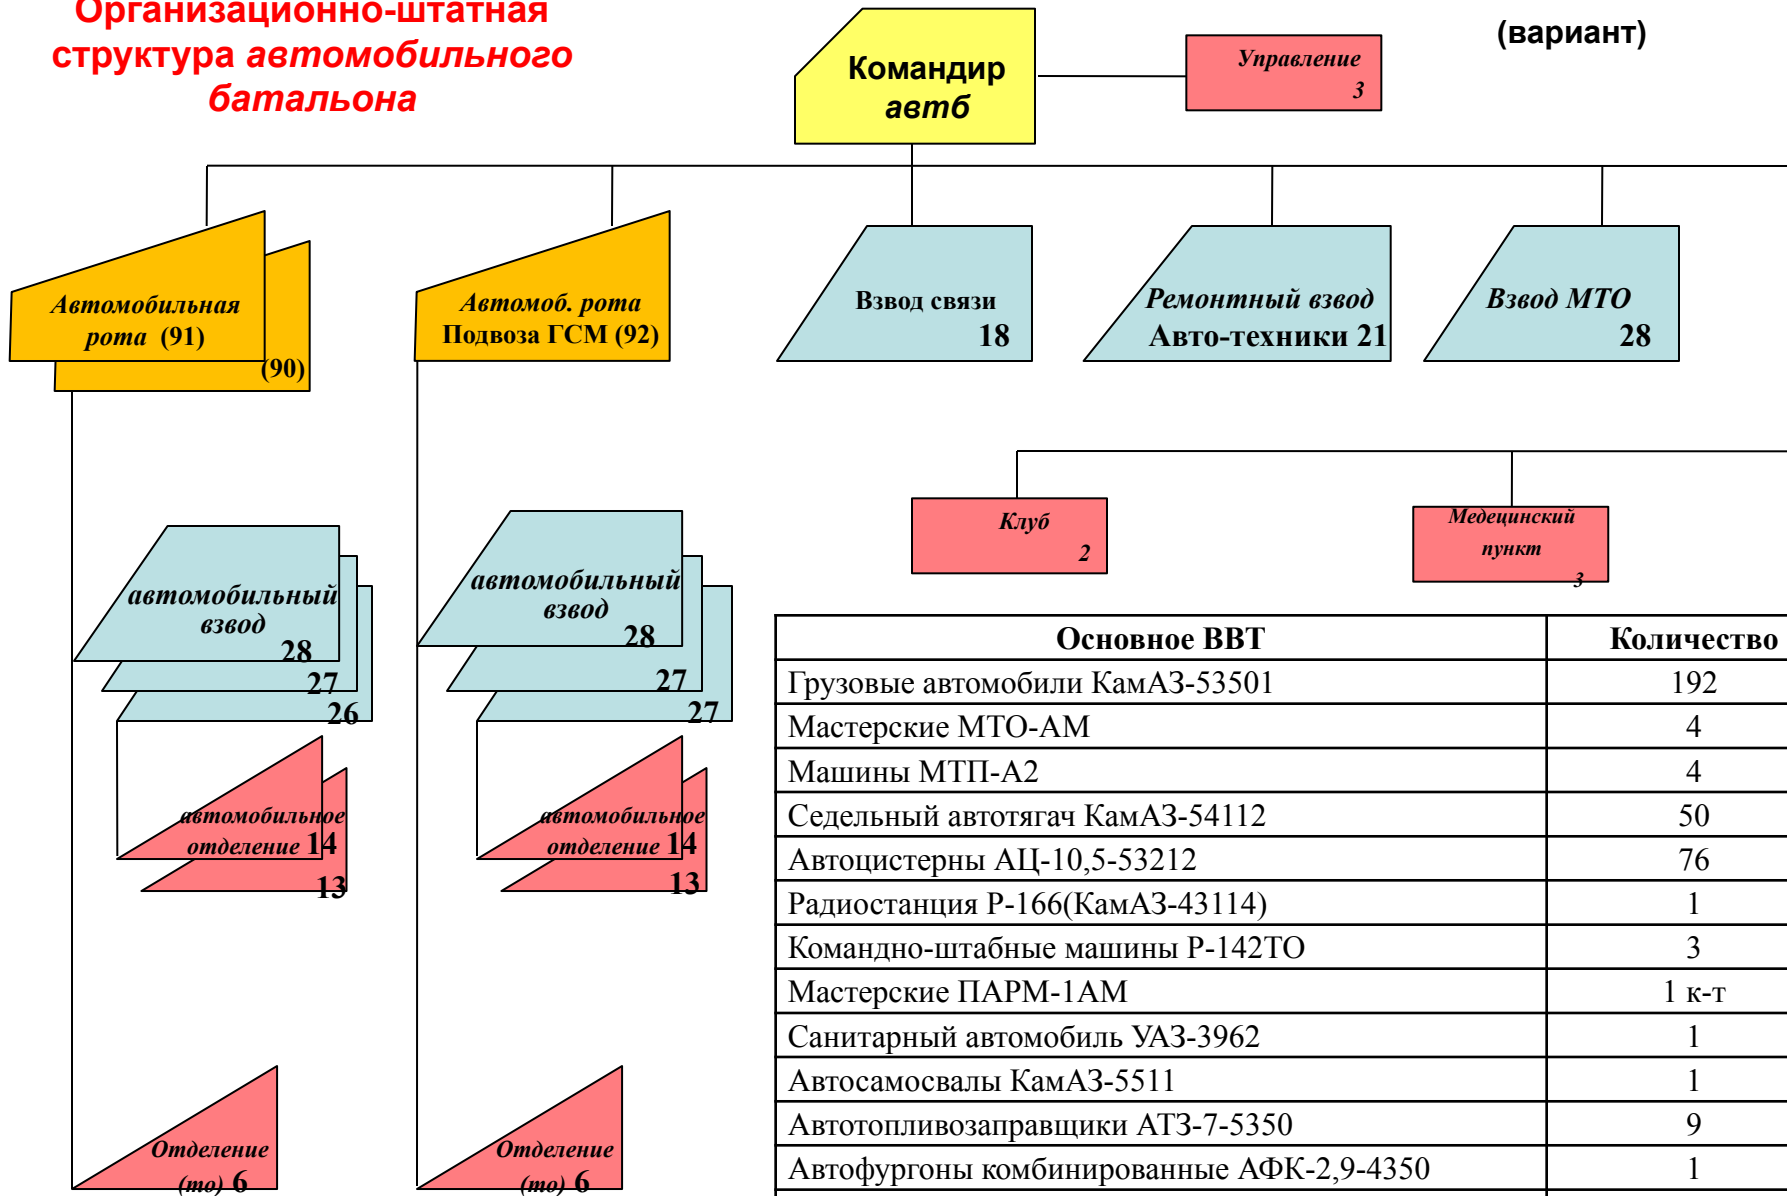 Организационно-штатная
структура автомобильного
батальона
(вариант)
Командир
автб
Управление
3
Автомобильная
рота (91)
(90)
Автомоб. рота
Подвоза ГСМ (92)
Взвод связи
18
Ремонтный взвод
Авто-техники 21
Взвод МТО
28
Клуб
2
Медецинский
пункт
3
автомобильный
взвод
28
27
26
автомобильный
взвод
28
27
27
автомобильное
отделение 14
13
автомобильное
отделение 14
13
Отделение
(то) 6
Отделение
(то) 6
Основное ВВТ Количество
Грузовые автомобили КамАЗ-53501 192
Мастерские МТО-АМ 4
Машины МТП-А2 4
Седельный автотягач КамАЗ-54112 50
Автоцистерны АЦ-10,5-53212 76
Радиостанция Р-166(КамАЗ-43114) 1
Командно-штабные машины Р-142ТО 3
Мастерские ПАРМ-1АМ 1 к-т
Санитарный автомобиль УАЗ-3962 1
Автосамосвалы КамАЗ-5511 1
Автотопливозаправщики АТЗ-7-5350 9
Автофургоны комбинированные АФК-2,9-4350 1